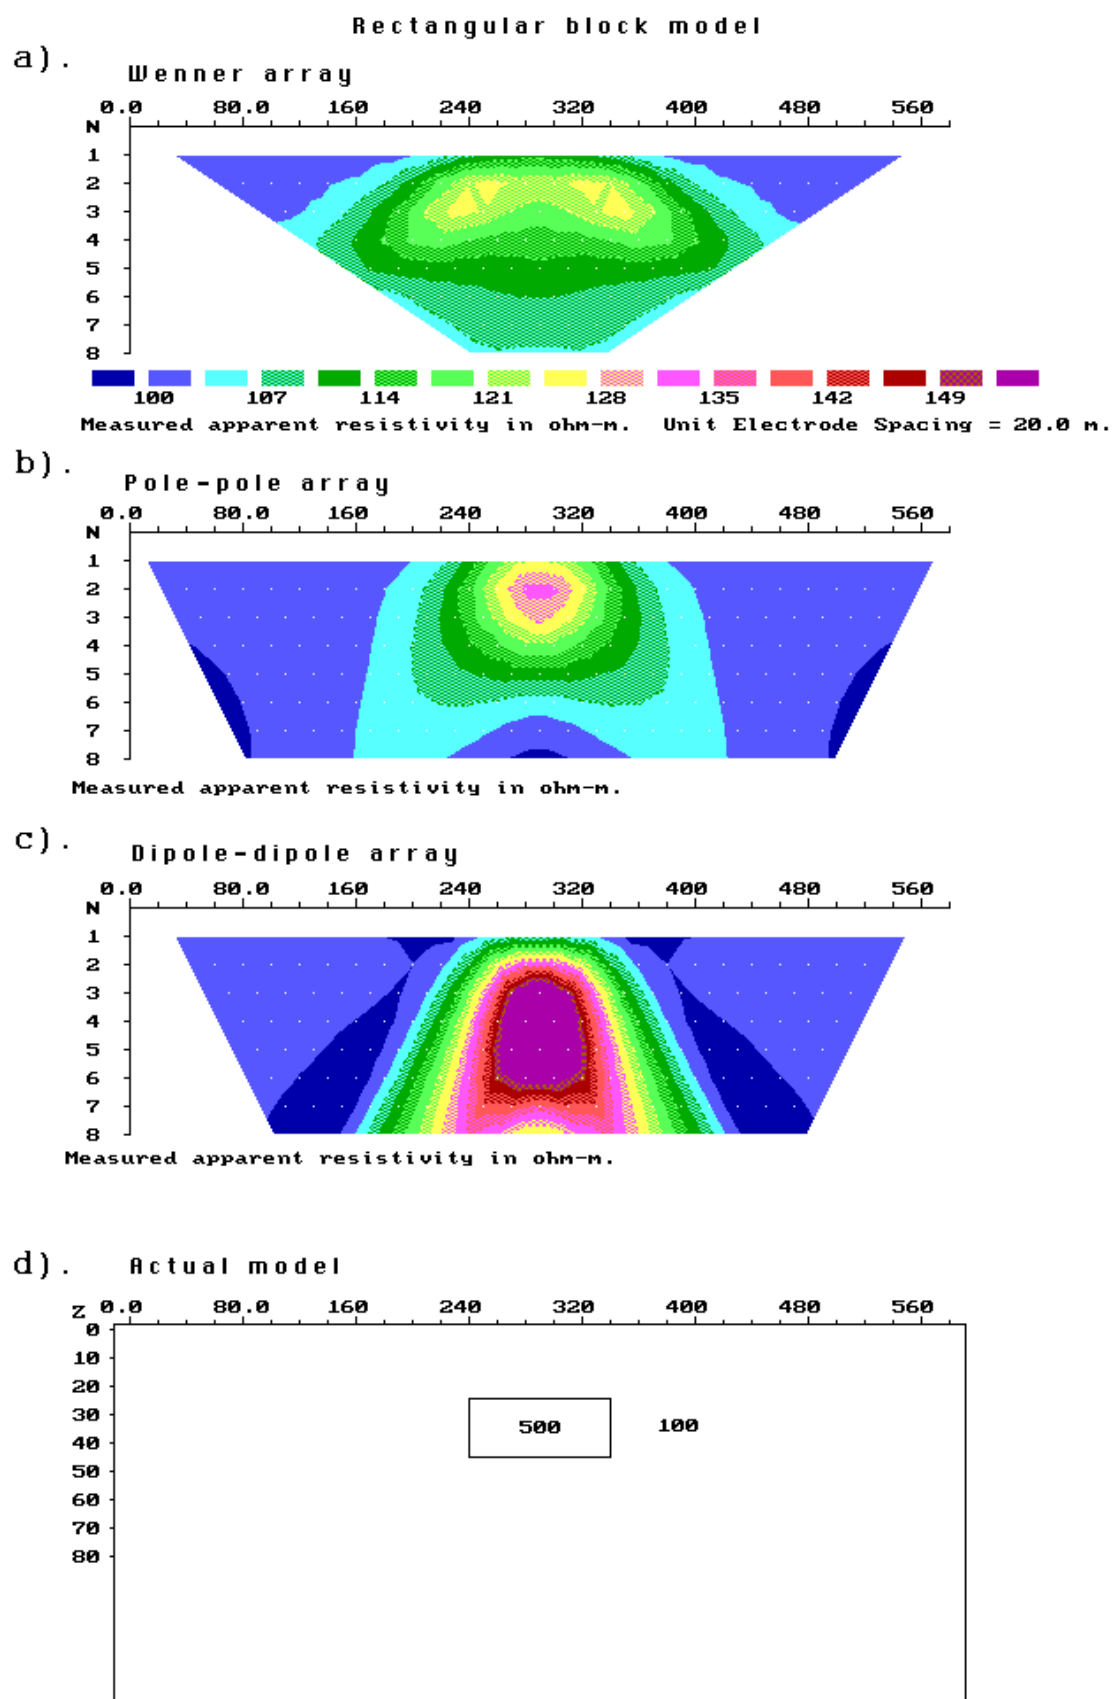 Rectangular block model
a).
Wenner array
0.0 80.0 160 240 320 400 480 560
N
1
2
3
4
5
6
7
8
100 107 114 121 128 135 142 149
Measured apparent resistivity in ohm-m. Unit Electrode Spacing = 20.0 m.
b).
Pole-pole array
0.0 80.0 160 240 320 400 480 560
N
1
2
3
4
5
6
7
8
Measured apparent resistivity in ohm-m.
c).
Dipole-dipole array
0.0 80.0 160 240 320 400 480 560
N
1
2
3
4
5
6
7
8
Measured apparent resistivity in ohm-m.
d).
Actual model
Z 0.0 80.0 160 240 320 400 480 560
0
10
20
30
500 100
40
50
60
70
80